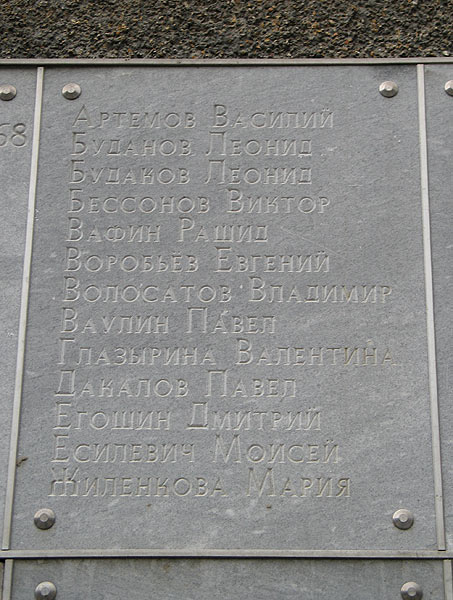 68
Артемов Василий
Буданов Леонид
Будаков Леонид
Бессонов Виктор
Вафин Рашид
Воробьёв Евгений
Волосатов Владимир
Ваулин Павел
Глазырина Валентина
Дакалов Павел
Егошин Дмитрий
Есилевич Моисей
Жиленкова Мария